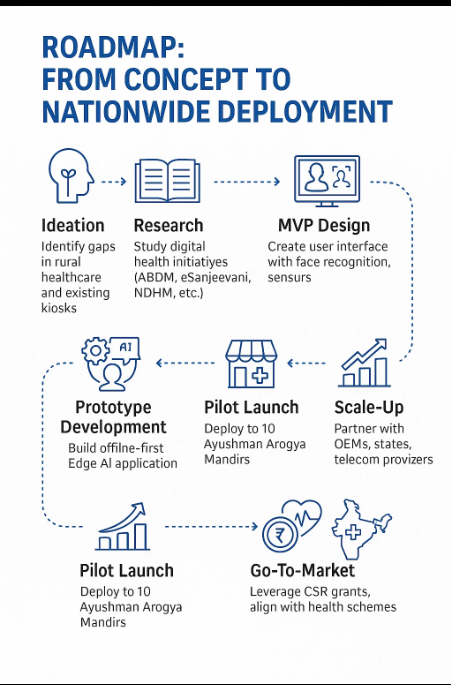 ROADMAP:
FROM CONCEPT TO
NATIONWIDE DEPLOYMENT
Ideation
Identify gaps
in rural
healthcare
and existing
kiosks
Research
Study digital
health initiatiyes
(ABDM, eSanjeevani,
NDHM, etc.)
MVP Design
Create user interface
with face recognition,
sensurs
AI
Prototype
Development
Build offilne-first
Edge AI application
Pilot Launch
Deploy to 10
Ayushman Arogya
Mandirs
Scale-Up
Partner with
OEMs, states,
telecom provizers
Pilot Launch
Deploy to 10
Ayushman Arogya
Mandirs
₹
Go-To-Market
Leverage CSR grants,
align with health schemes